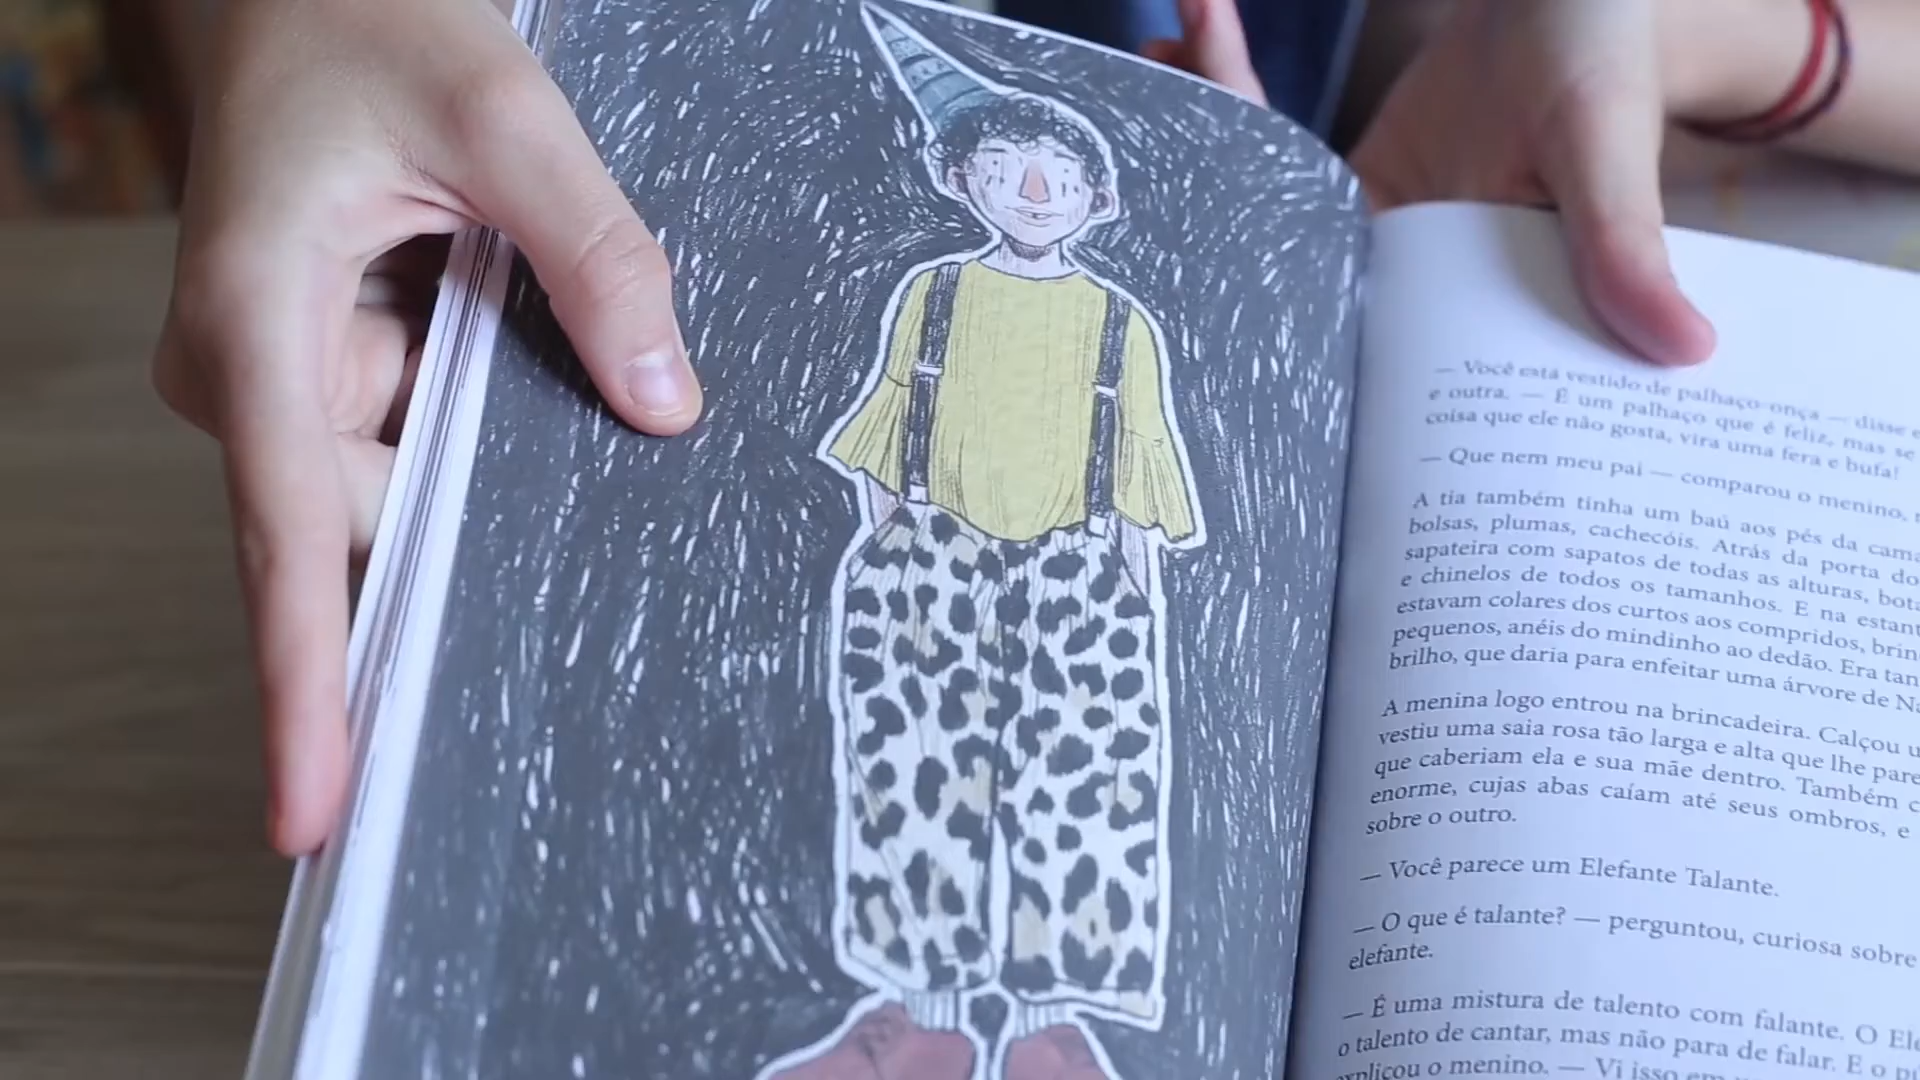 — Você está vestido de palhaço-onça — disse
e outra. — É um palhaço que é feliz, mas se
coisa que ele não gosta, vira uma fera e bufa!
— Que nem meu pai — comparou o menino,
A tia também tinha um baú aos pés da cama
bolsas, plumas, cachecóis. Atrás da porta do
sapateira com sapatos de todas as alturas,
e chinelos de todos os tamanhos. E na
estavam colares dos curtos aos compridos,
pequenos, anéis do mindinho ao dedão. Era
brilho, que daria para enfeitar uma árvore de
A menina logo entrou na brincadeira. Calçou
vestiu uma saia rosa tão larga e alta que lhe
que caberiam ela e sua mãe dentro. Também
enorme, cujas abas caíam até seus ombros, e
sobre o outro.
— Você parece um Elefante Talante.
— O que é talante? — perguntou, curiosa sobre
elefante.
— É uma mistura de talento com falante. O
o talento de cantar, mas não para de falar. E o
explicou o menino. — Vi isso em